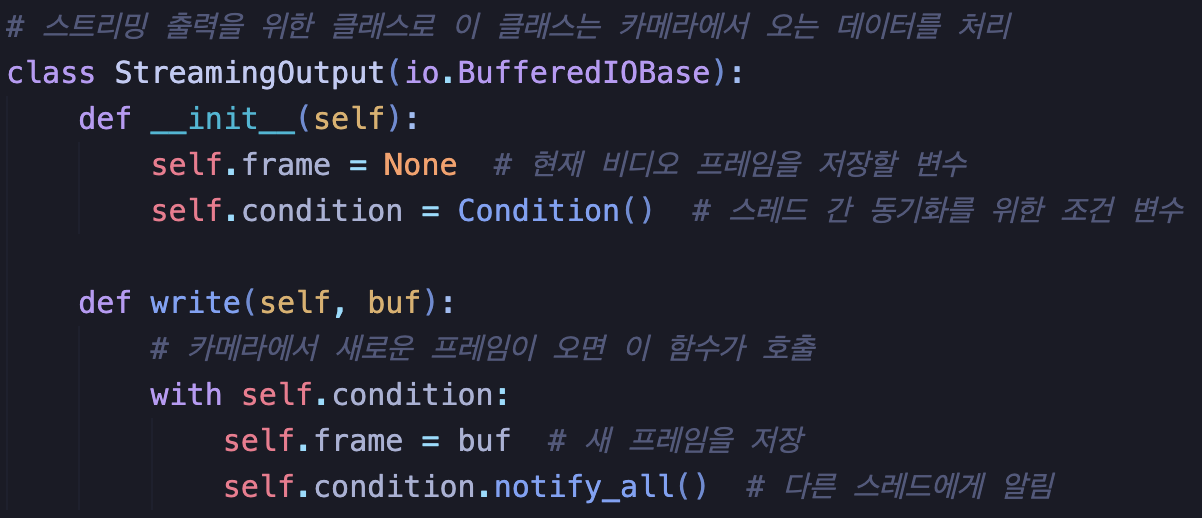 # 스트리밍 출력을 위한 클래스로 이 클래스는 카메라에서 오는 데이터를 처리
class StreamingOutput(io.BufferedIOBase):
    def __init__(self):
        self.frame = None  # 현재 비디오 프레임을 저장할 변수
        self.condition = Condition()  # 스레드 간 동기화를 위한 조건 변수

    def write(self, buf):
        # 카메라에서 새로운 프레임이 오면 이 함수가 호출
        with self.condition:
            self.frame = buf  # 새 프레임을 저장
            self.condition.notify_all()  # 다른 스레드에게 알림